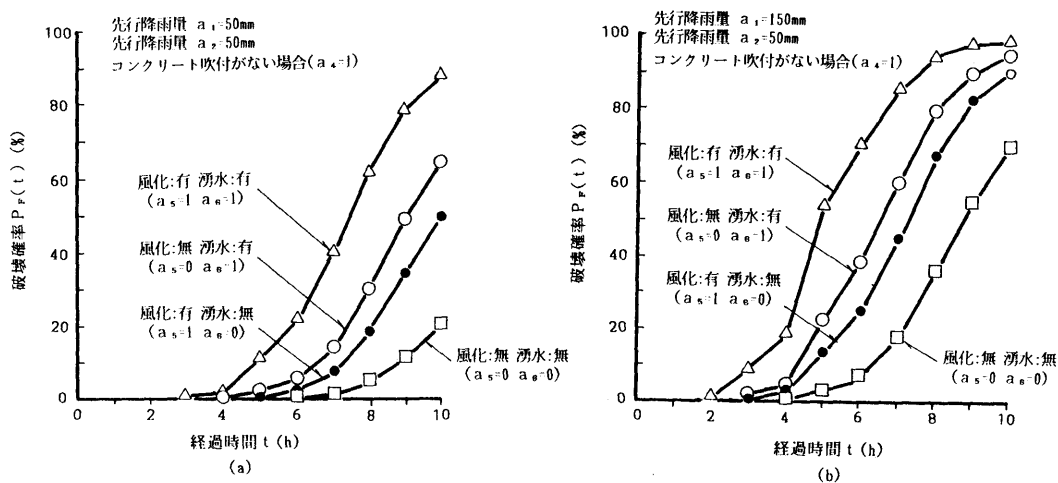 先行降雨量 a₁=50mm
先行降雨量 a₂=50mm
コンクリート吹付がない場合(a₄=1)
破壊確率 P_F(t) (%)
100
80
60
40
20
0
風化:有 湧水:有
(a₅=1 a₆=1)
風化:無 湧水:有
(a₅=0 a₆=1)
風化:有 湧水:無
(a₅=1 a₆=0)
風化:無 湧水:無
(a₅=0 a₆=0)
0 2 4 6 8 10
経過時間 t (h)
(a)
先行降雨量 a₁=150mm
先行降雨量 a₂=50mm
コンクリート吹付がない場合(a₄=1)
破壊確率 P_F(t) (%)
100
80
60
40
20
0
風化:有 湧水:有
(a₅=1 a₆=1)
風化:無 湧水:有
(a₅=0 a₆=1)
風化:有 湧水:無
(a₅=1 a₆=0)
風化:無 湧水:無
(a₅=0 a₆=0)
0 2 4 6 8 10
経過時間 t (h)
(b)